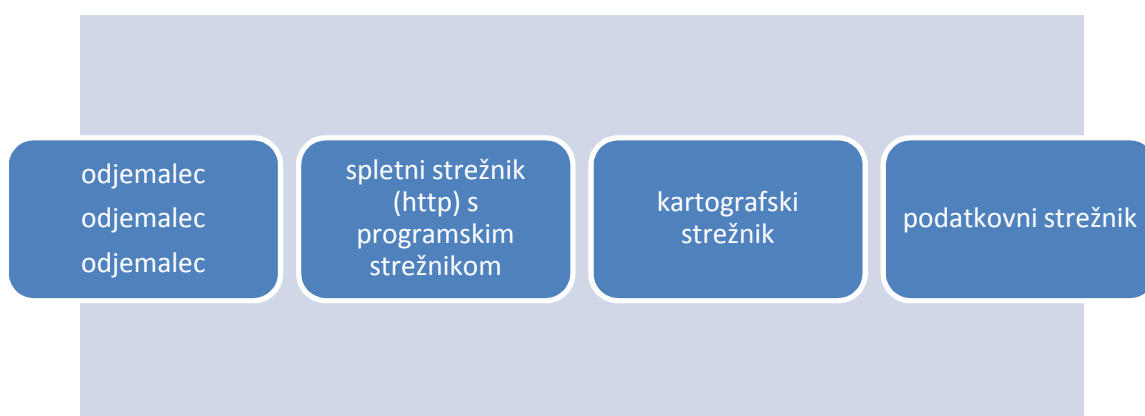 odjemalec
odjemalec
odjemalec
spletni strežnik
(http) s
programskim
strežnikom
kartografski
strežnik
podatkovni strežnik